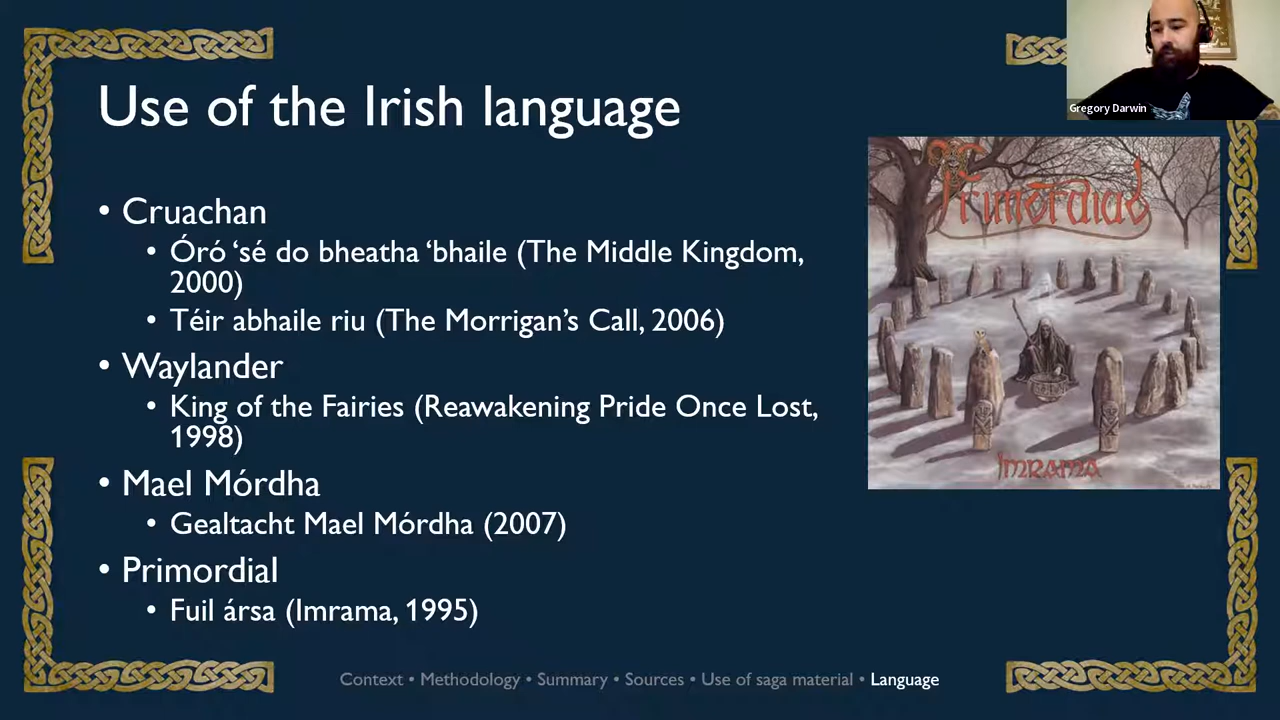 Use of the Irish language
Gregory Darwin
• Cruachan
• Óró ‘sé do bheatha ‘bhaile (The Middle Kingdom,
2000)
• Téir abhaile riu (The Morrigan’s Call, 2006)
• Waylander
• King of the Fairies (Reawakening Pride Once Lost,
1998)
• Mael Mórdha
• Gealtacht Mael Mórdha (2007)
• Primordial
• Fuil ársa (Imrama, 1995)
Primordial
Imrama
Context • Methodology • Summary • Sources • Use of saga material • Language